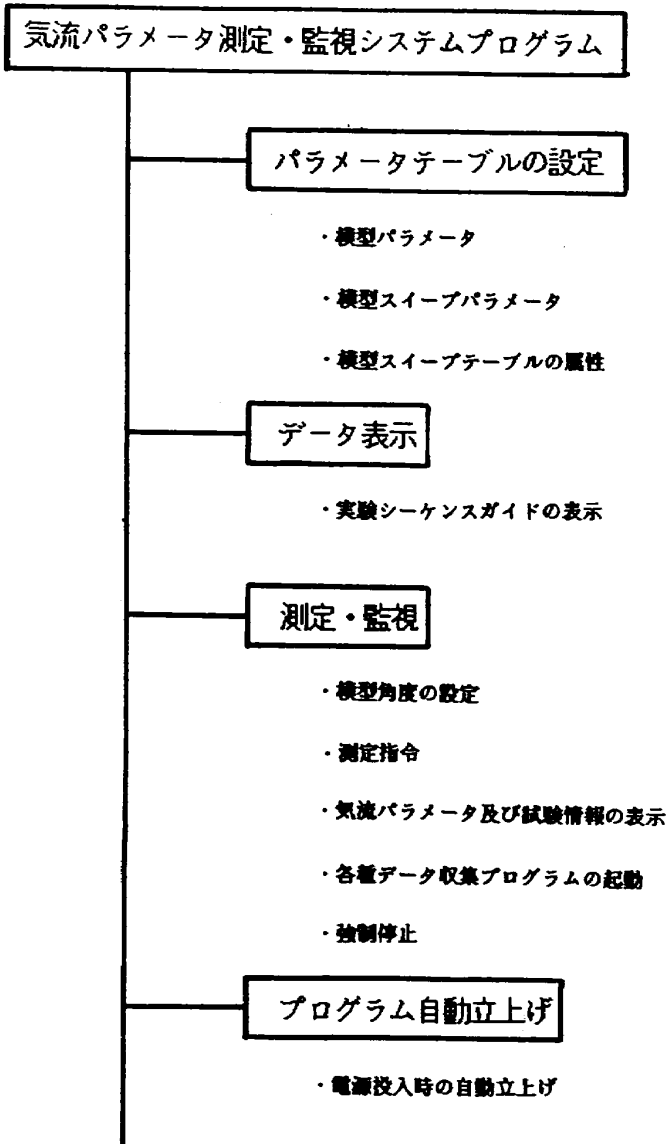 気流パラメータ測定・監視システムプログラム
パラメータテーブルの設定
・模型パラメータ
・模型スイープパラメータ
・模型スイープテーブルの属性
データ表示
・実験シーケンスガイドの表示
測定・監視
・模型角度の設定
・測定指令
・気流パラメータ及び試験情報の表示
・各種データ収集プログラムの起動
・強制停止
プログラム自動立上げ
・電源投入時の自動立上げ